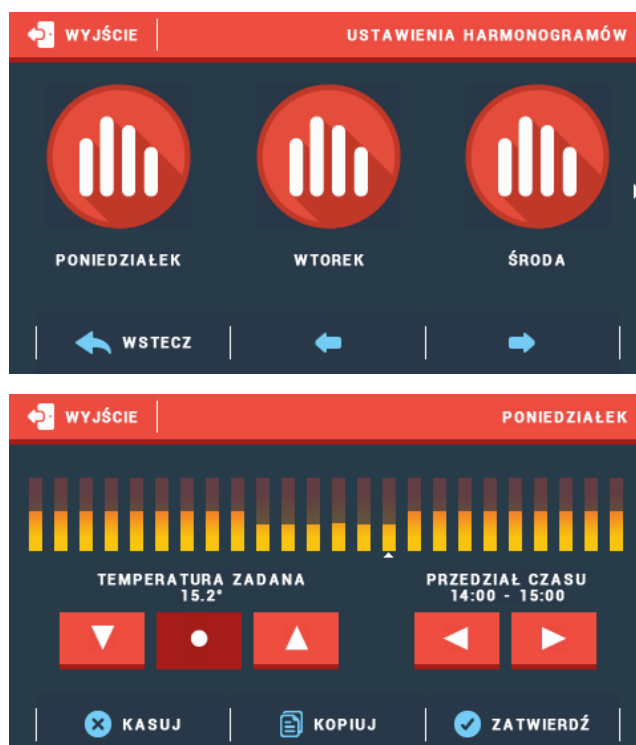 WYJŚCIE USTAWIENIA HARMONOGRAMÓW
PONIEDZIAŁEK WTOREK ŚRODA
WSTECZ
WYJŚCIE PONIEDZIAŁEK
TEMPERATURA ZADANA PRZEDZIAŁ CZASU
15.2° 14:00 - 15:00
KASUJ KOPIUJ ZATWIERDŹ